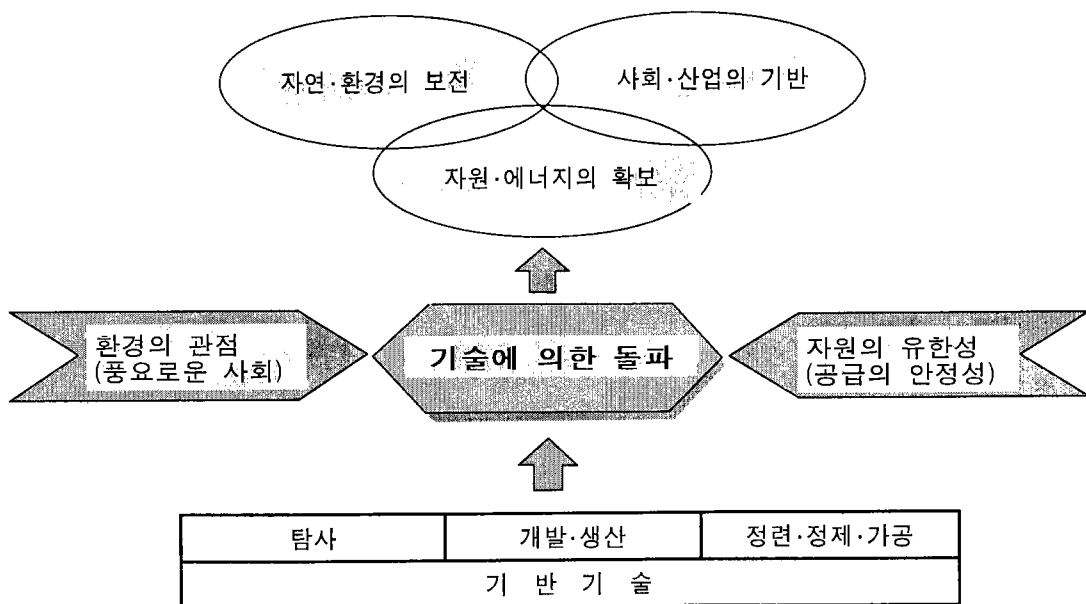 자연·환경의 보전
사회·산업의 기반
자원·에너지의 확보
환경의 관점
(풍요로운 사회)
기술에 의한 돌파
자원의 유한성
(공급의 안정성)
탐사
개발·생산
정련·정제·가공
기 반 기 술